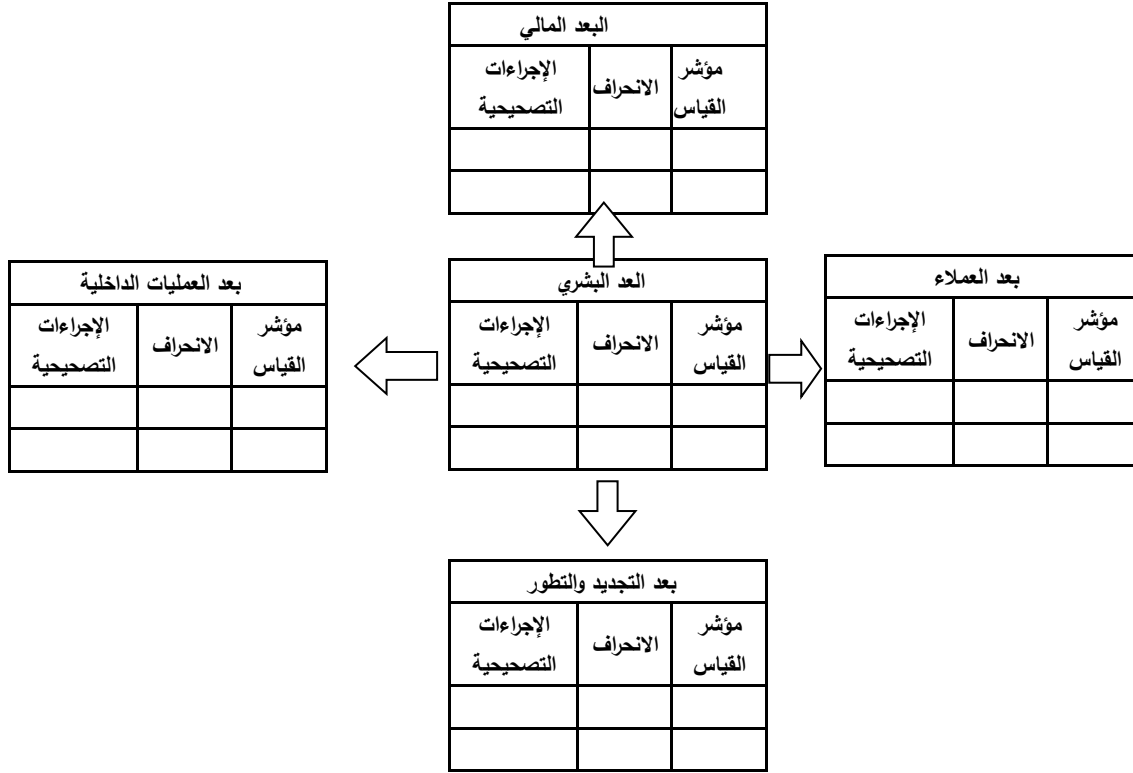 البعد المالي
مؤشر القياس
الانحراف
الإجراءات التصحيحية
بعد العملاء
مؤشر القياس
الانحراف
الإجراءات التصحيحية
العد البشري
مؤشر القياس
الانحراف
الإجراءات التصحيحية
بعد العمليات الداخلية
مؤشر القياس
الانحراف
الإجراءات التصحيحية
بعد التجديد والتطور
مؤشر القياس
الانحراف
الإجراءات التصحيحية